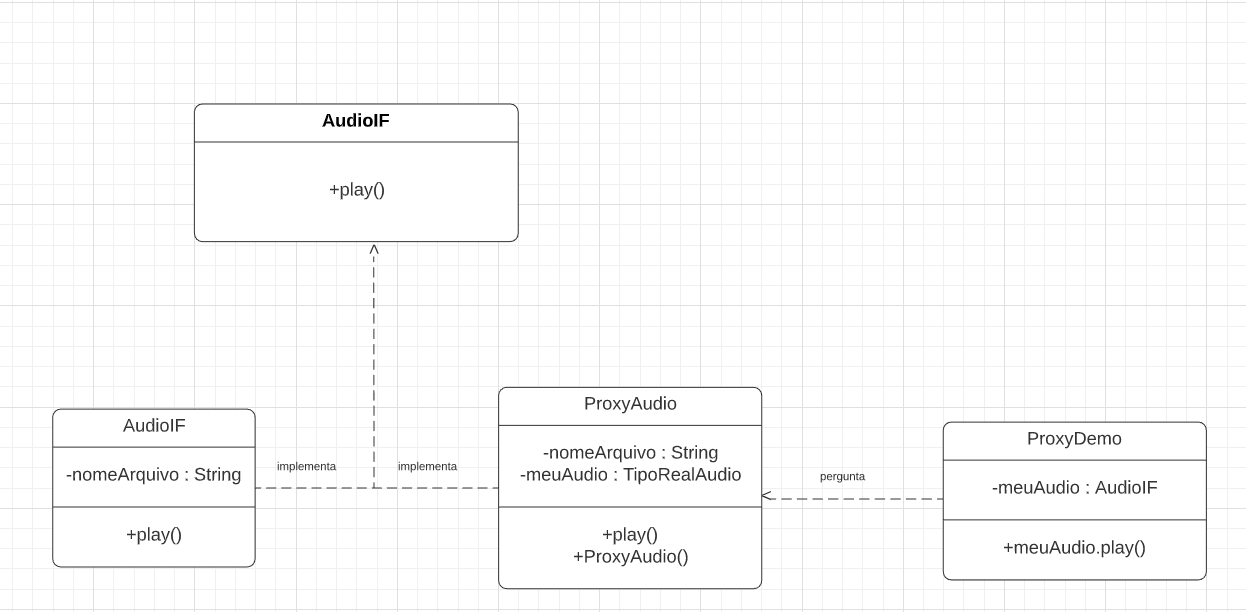 AudioIF
+play()
AudioIF
-nomeArquivo : String
+play()
implementa
implementa
ProxyAudio
-nomeArquivo : String
-meuAudio : TipoRealAudio
+play()
+ProxyAudio()
pergunta
ProxyDemo
-meuAudio : AudioIF
+meuAudio.play()